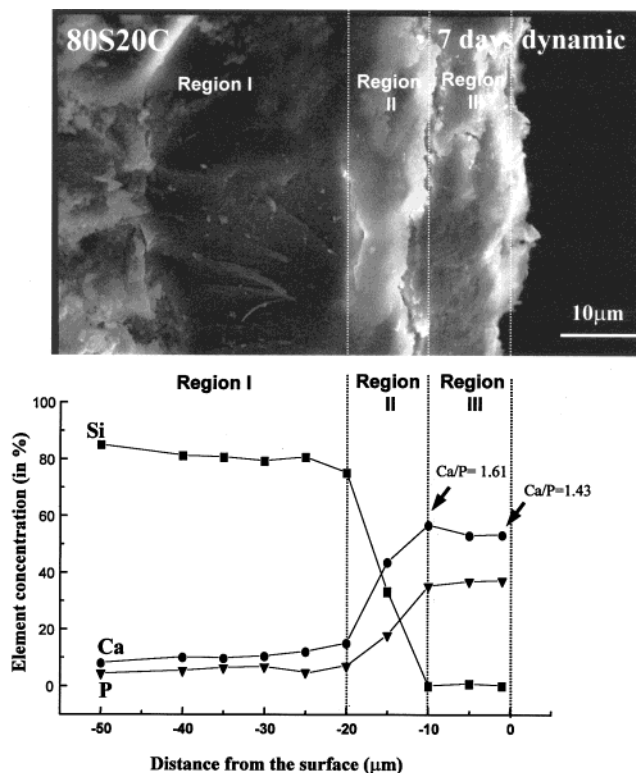 80S20C
7 days dynamic
Region I
Region
II
Region
III
10µm
Region I
Region
II
Region
III
Element concentration (in %)
100
80
60
40
20
0
Si
Ca
P
Ca/P= 1.61
Ca/P=1.43
-50
-40
-30
-20
-10
0
Distance from the surface (µm)